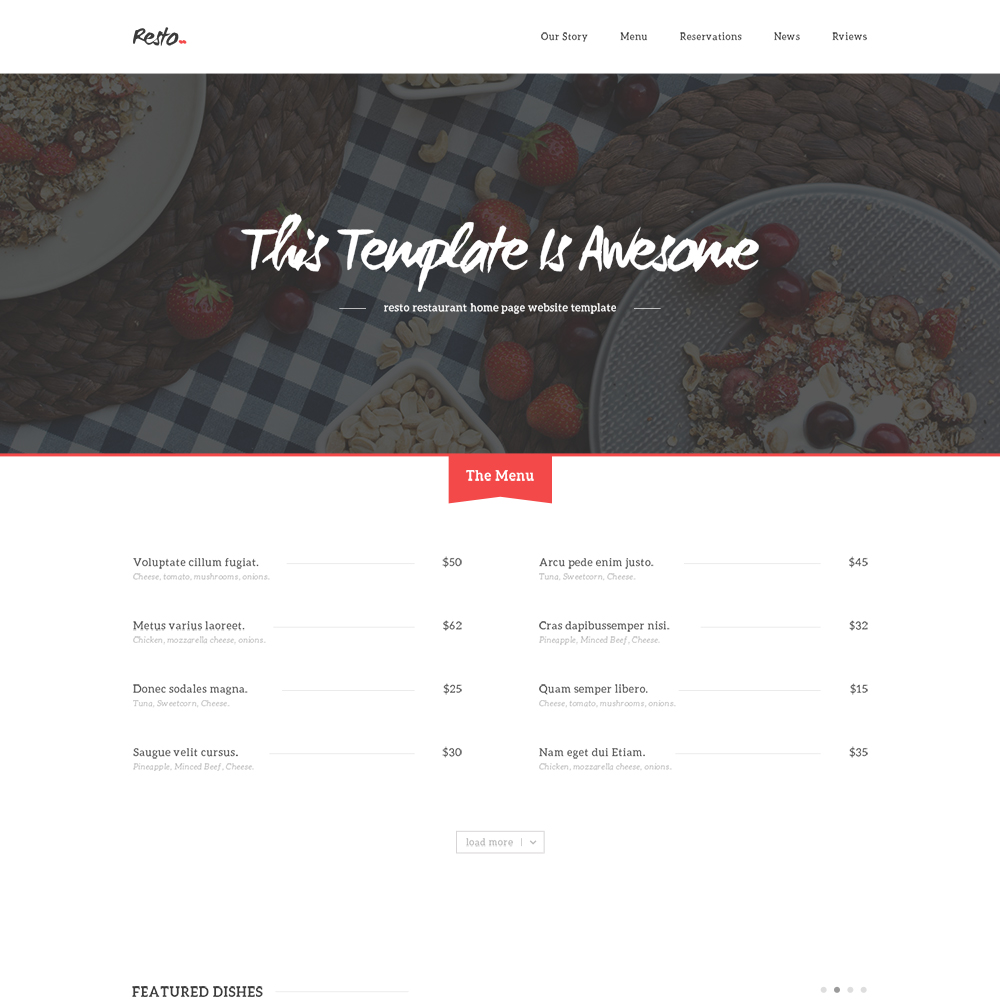 Resto
Our Story Menu Reservations News Rviews
This Template Is Awesome
resto restaurant home page website template
The Menu
Voluptate cillum fugiat. $50
Cheese, tomato, mushrooms, onions.
Metus varius laoreet. $62
Chicken, mozzarella cheese, onions.
Donec sodales magna. $25
Tuna, Sweetcorn, Cheese.
Saugue velit cursus. $30
Pineapple, Minced Beef, Cheese.
Arcu pede enim justo. $45
Tuna, Sweetcorn, Cheese.
Cras dapibussemper nisi. $32
Pineapple, Minced Beef, Cheese.
Quam semper libero. $15
Cheese, tomato, mushrooms, onions.
Nam eget dui Etiam. $35
Chicken, mozzarella cheese, onions.
load more
FEATURED DISHES